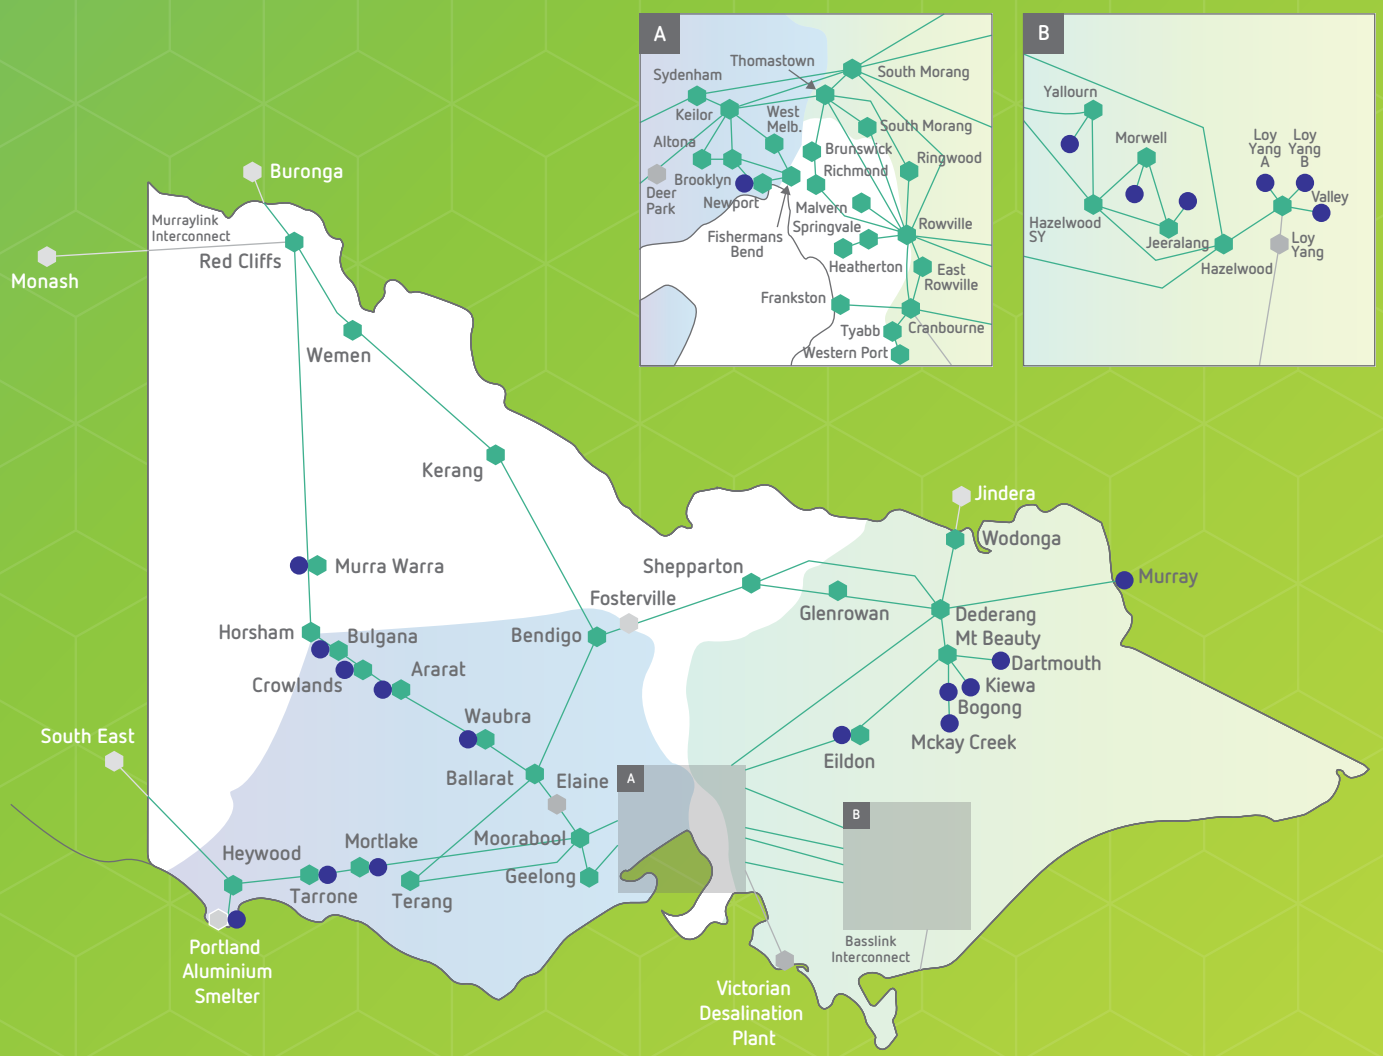 A
Thomastown
South Morang
Sydenham
Keilor
West
Melb.
South Morang
Altona
Brunswick
Ringwood
Richmond
Deer
Park
Brooklyn
Newport
Malvern
Springvale
Rowville
Fishermans
Bend
Heatherton
East
Rowville
Frankston
Tyabb
Cranbourne
Western Port
B
Yallourn
Morwell
Loy
Yang
A
Loy
Yang
B
Valley
Hazelwood
SY
Jeeralang
Loy
Yang
Hazelwood
Buronga
Murraylink
Interconnect
Red Cliffs
Monash
Wemen
Kerang
Jindera
Wodonga
Murra Warra
Shepparton
Murray
Fosterville
Glenrowan
Dederang
Horsham
Bulgana
Bendigo
Mt Beauty
Dartmouth
Crowlands
Ararat
Kiewa
Bogong
Waubra
South East
Mckay Creek
Eildon
Ballarat
Elaine
A
B
Moorabool
Mortlake
Heywood
Geelong
Tarrone
Terang
Portland
Aluminium
Smelter
Basslink
Interconnect
Victorian
Desalination
Plant